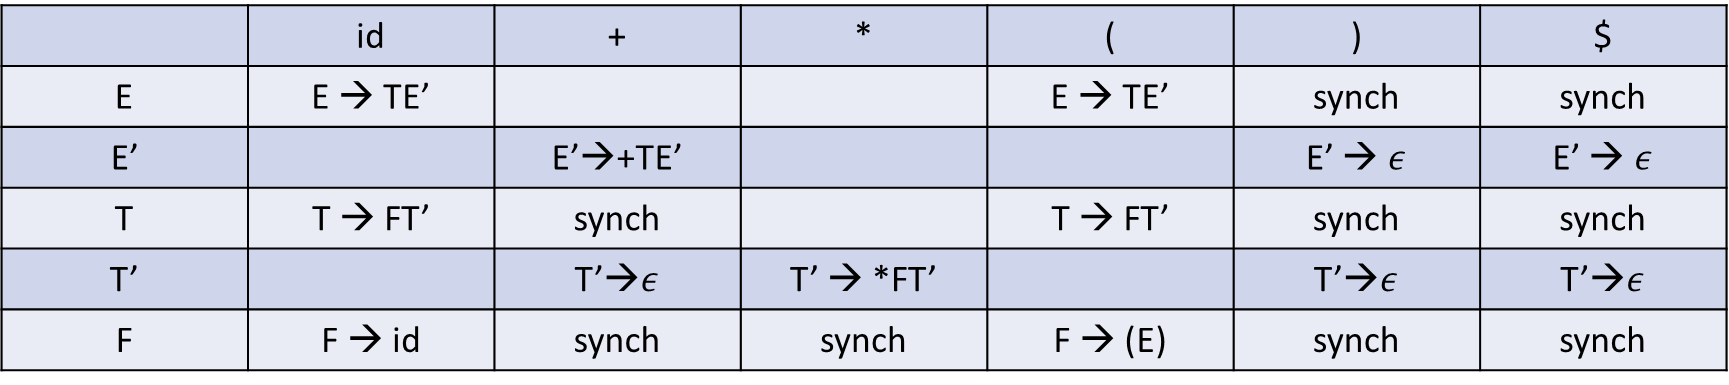 id + * ( ) $
E E → TE’ E → TE’ synch synch
E’ E’→+TE’ E’ → ϵ E’ → ϵ
T T → FT’ synch T → FT’ synch synch
T’ T’→ϵ T’ → *FT’ T’→ϵ T’→ϵ
F F → id synch synch F → (E) synch synch